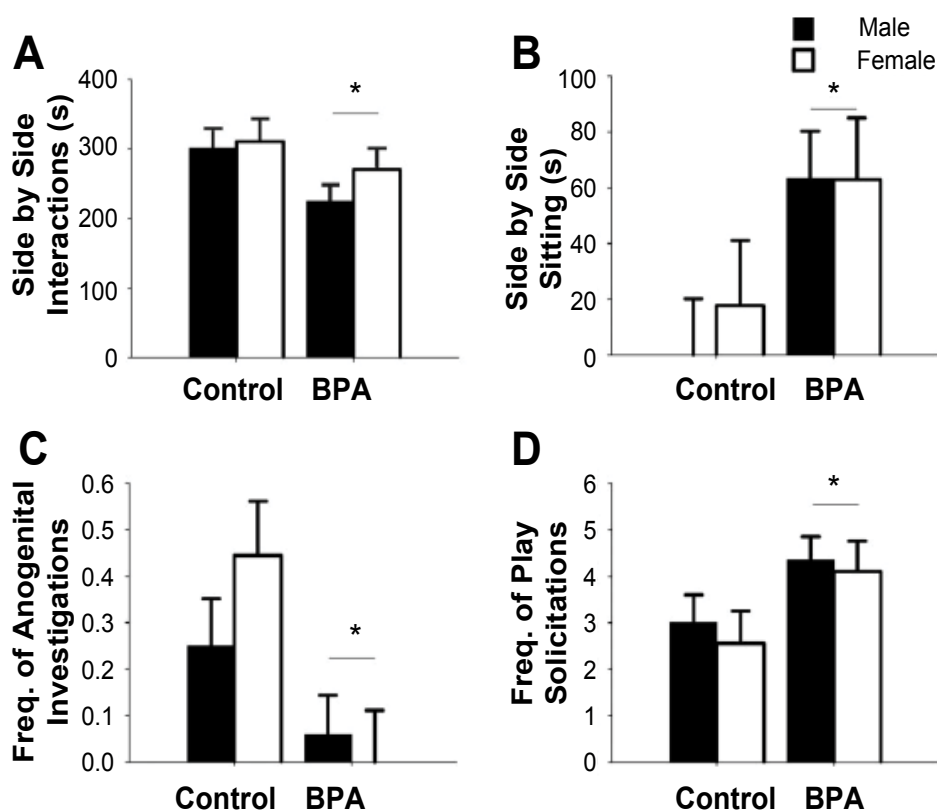 Male
Female
A
Side by Side
Interactions (s)
400
300
200
100
0
*
Control BPA
B
Side by Side
Sitting (s)
100
80
60
40
20
0
*
Control BPA
C
Freq. of Anogenital
Investigations
0.6
0.5
0.4
0.3
0.2
0.1
0.0
*
Control BPA
D
Freq. of Play
Solicitations
6
5
4
3
2
1
0
*
Control BPA